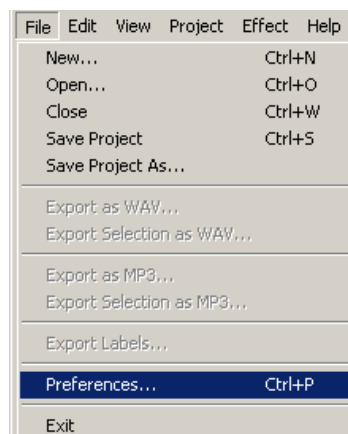 File Edit View Project Effect Help
New... Ctrl+N
Open... Ctrl+O
Close Ctrl+W
Save Project Ctrl+S
Save Project As...
Export as WAV...
Export Selection as WAV...
Export as MP3...
Export Selection as MP3...
Export Labels...
Preferences... Ctrl+P
Exit